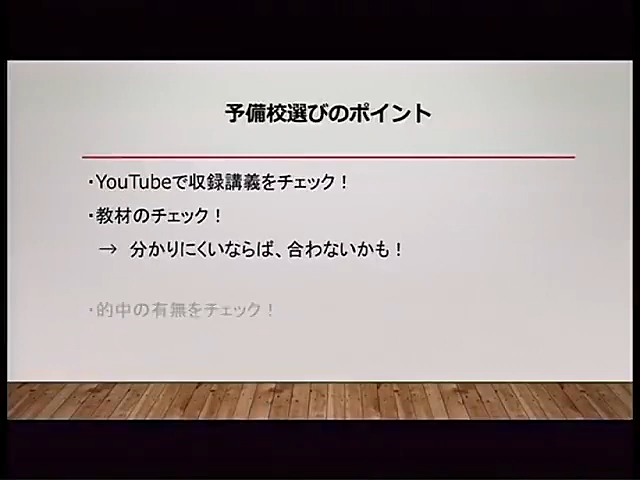 予備校選びのポイント
・YouTubeで収録講義をチェック！
・教材のチェック！
→ 分かりにくいならば、合わないかも！
・的中の有無をチェック！